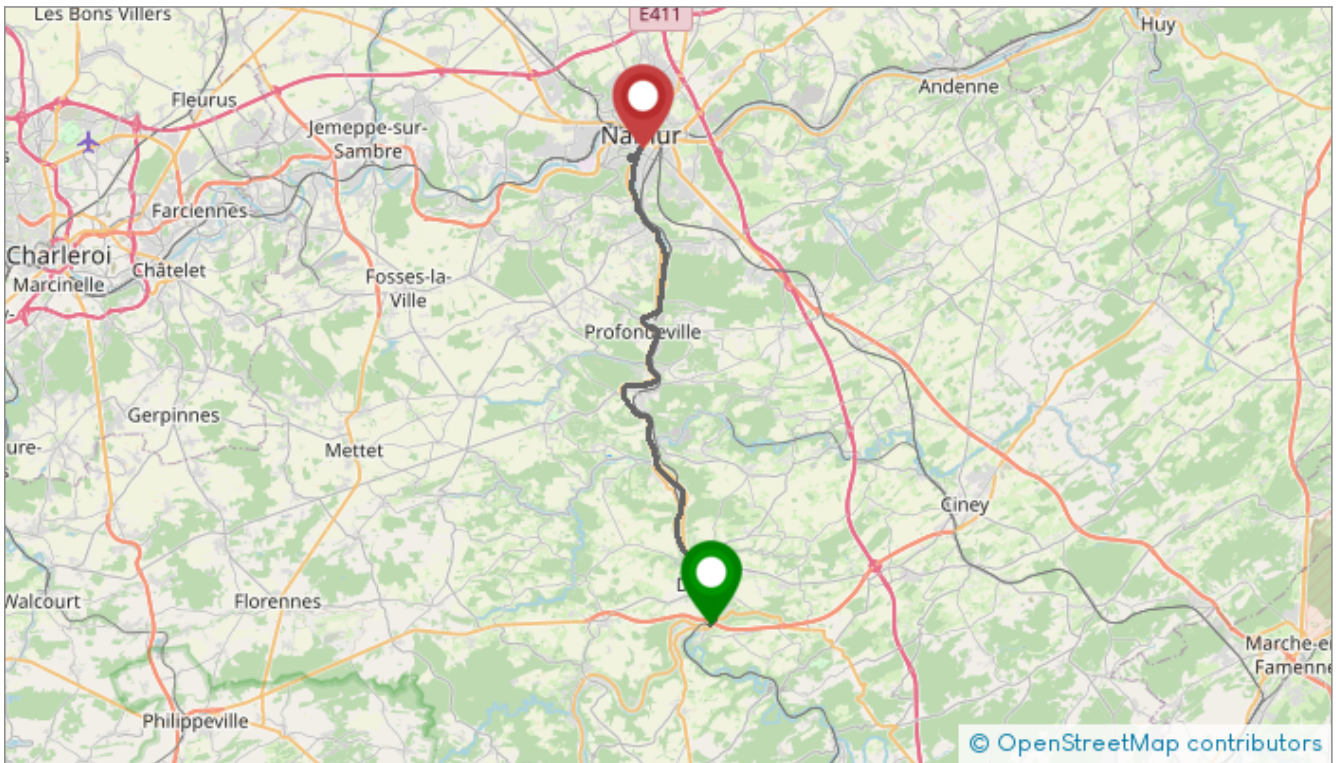 Les Bons Villers
E411
Huy
Andenne
Fleurus
Jemeppe-sur-
Sambre
Farciennes
Charleroi
Marcinelle
Châtelet
Fosses-la-
Ville
Profondeville
Gerpinnes
Mettet
Ciney
Walcourt
Florennes
Marche-e
Famenne
Philippeville
© OpenStreetMap contributors